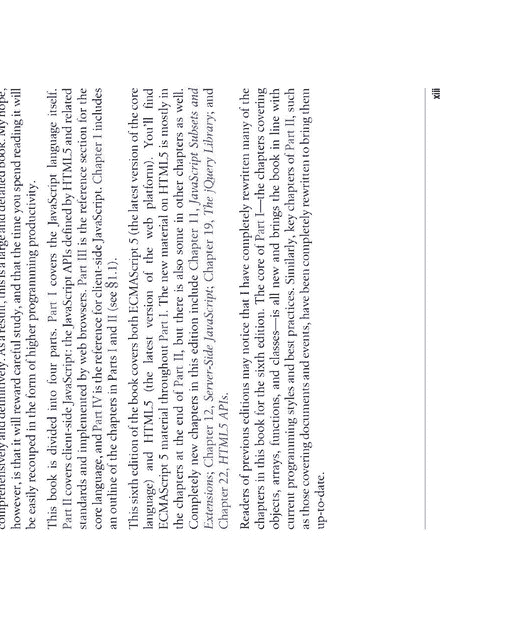 comprehensively and definitively. As a result, this is a large and detailed book. My hope,
however, is that it will reward careful study, and that the time you spend reading it will
be easily recouped in the form of higher programming productivity.
This book is divided into four parts. Part I covers the JavaScript language itself.
Part II covers client-side JavaScript: the JavaScript APIs defined by HTML5 and related
standards and implemented by web browsers. Part III is the reference section for the
core language, and Part IV is the reference for client-side JavaScript. Chapter 1 includes
an outline of the chapters in Parts I and II (see §1.1).
This sixth edition of the book covers both ECMAScript 5 (the latest version of the core
language) and HTML5 (the latest version of the web platform). You'll find
ECMAScript 5 material throughout Part I. The new material on HTML5 is mostly in
the chapters at the end of Part II, but there is also some in other chapters as well.
Completely new chapters in this edition include Chapter 11, JavaScript Subsets and
Extensions; Chapter 12, Server-Side JavaScript; Chapter 19, The jQuery Library; and
Chapter 22, HTML5 APIs.
Readers of previous editions may notice that I have completely rewritten many of the
chapters in this book for the sixth edition. The core of Part I—the chapters covering
objects, arrays, functions, and classes—is all new and brings the book in line with
current programming styles and best practices. Similarly, key chapters of Part II, such
as those covering documents and events, have been completely rewritten to bring them
up-to-date.
xiii